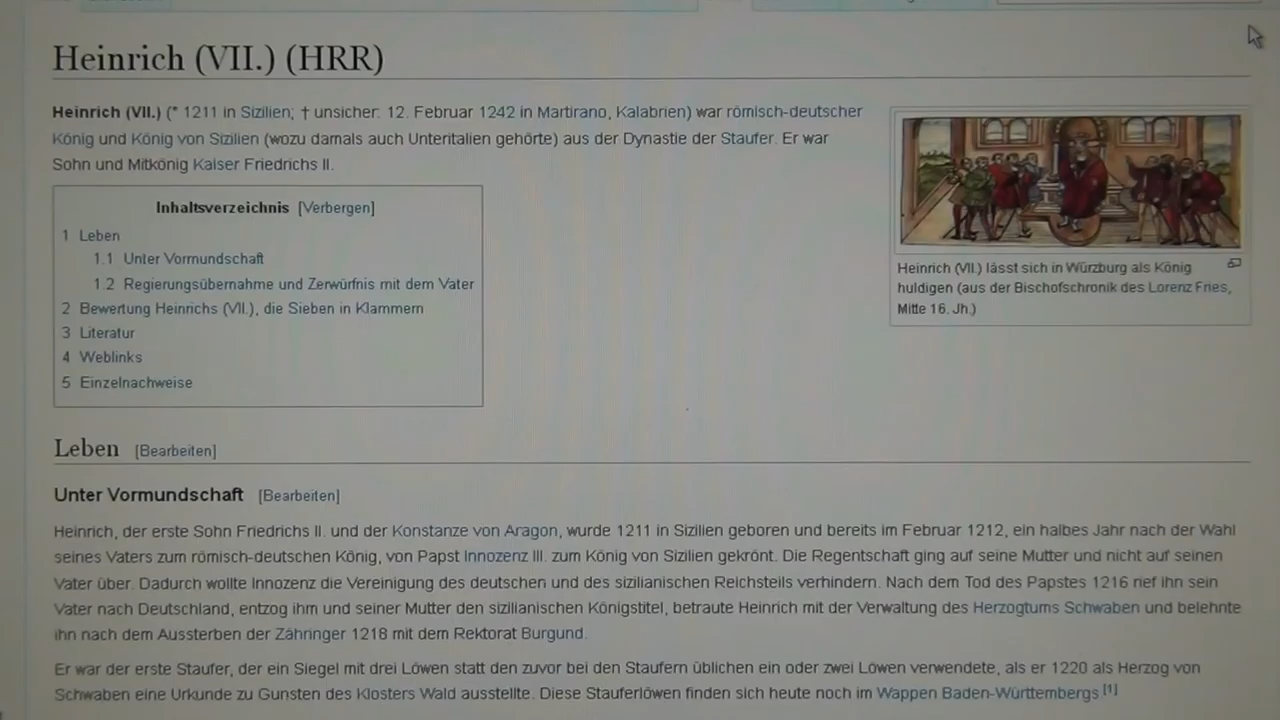 Heinrich (VII.) (HRR)
Heinrich (VII.) (* 1211 in Sizilien; † unsicher: 12. Februar 1242 in Martirano, Kalabrien) war römisch-deutscher
König und König von Sizilien (wozu damals auch Unteritalien gehörte) aus der Dynastie der Staufer. Er war
Sohn und Mitkönig Kaiser Friedrichs II.
Inhaltsverzeichnis [Verbergen]
1 Leben
1.1 Unter Vormundschaft
1.2 Regierungsübernahme und Zerwürfnis mit dem Vater
2 Bewertung Heinrichs (VII.), die Sieben in Klammern
3 Literatur
4 Weblinks
5 Einzelnachweise
Heinrich (VII.) lässt sich in Würzburg als König
huldigen (aus der Bischofschronik des Lorenz Fries,
Mitte 16. Jh.)
Leben [Bearbeiten]
Unter Vormundschaft [Bearbeiten]
Heinrich, der erste Sohn Friedrichs II. und der Konstanze von Aragon, wurde 1211 in Sizilien geboren und bereits im Februar 1212, ein halbes Jahr nach der Wahl
seines Vaters zum römisch-deutschen König, von Papst Innozenz III. zum König von Sizilien gekrönt. Die Regentschaft ging auf seine Mutter und nicht auf seinen
Vater über. Dadurch wollte Innozenz die Vereinigung des deutschen und des sizilianischen Reichsteils verhindern. Nach dem Tod des Papstes 1216 rief ihn sein
Vater nach Deutschland, entzog ihm und seiner Mutter den sizilianischen Königstitel, betraute Heinrich mit der Verwaltung des Herzogtums Schwaben und belehnte
ihn nach dem Aussterben der Zähringer 1218 mit dem Rektorat Burgund.
Er war der erste Staufer, der ein Siegel mit drei Löwen statt den zuvor bei den Staufern üblichen ein oder zwei Löwen verwendete, als er 1220 als Herzog von
Schwaben eine Urkunde zu Gunsten des Klosters Wald ausstellte. Diese Stauferlöwen finden sich heute noch im Wappen Baden-Württembergs.[1]